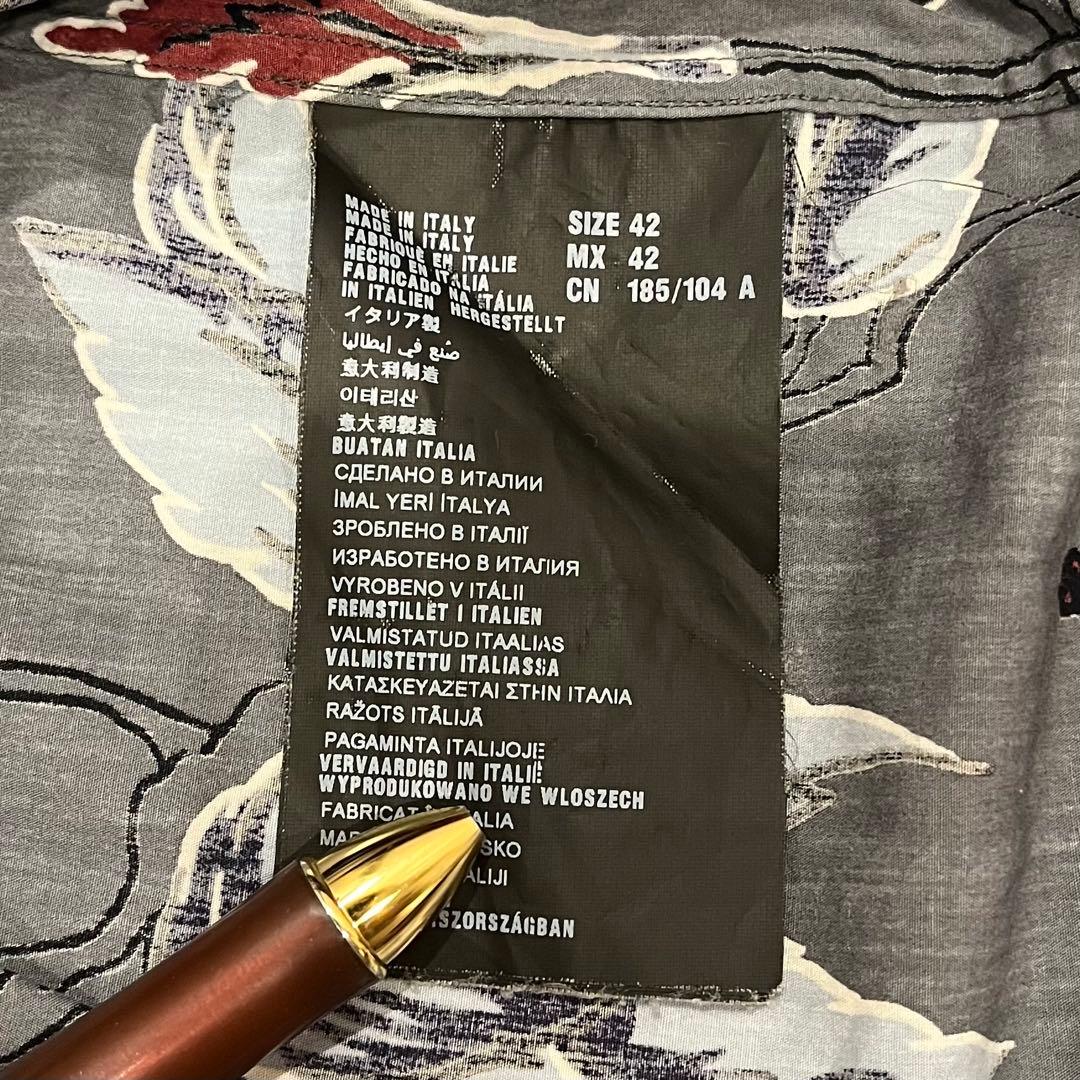 MADE IN ITALY
MADE IN ITALY
FABRIQUE EN ITALIE
HECHO EN ITALIA
FABRICADO NA ITÁLIA
IN ITALIEN HERGESTELLT
イタリア製
صنع في إيطاليا
意大利制造
이테리산
意大利製造
BUATAN ITALIA
СДЕЛАНО В ИТАЛИИ
İMAL YERİ İTALYA
ЗРОБЛЕНО В ІТАЛІЇ
ИЗРАБОТЕНО В ИТАЛИЯ
VYROBENO V ITÁLII
FREMSTILLET I ITALIEN
VALMISTATUD ITAALIAS
VALMISTETTU ITALIASSA
ΚΑΤΑΣΚΕΥΑΖΕΤΑΙ ΣΤΗΝ ΙΤΑΛΙΑ
RAŽOTS ITĀLIJĀ
PAGAMINTA ITALIJOJE
VERVAARDIGD IN ITALIË
WYPRODUKOWANO WE WLOSZECH
SIZE 42
MX 42
CN 185/104 A